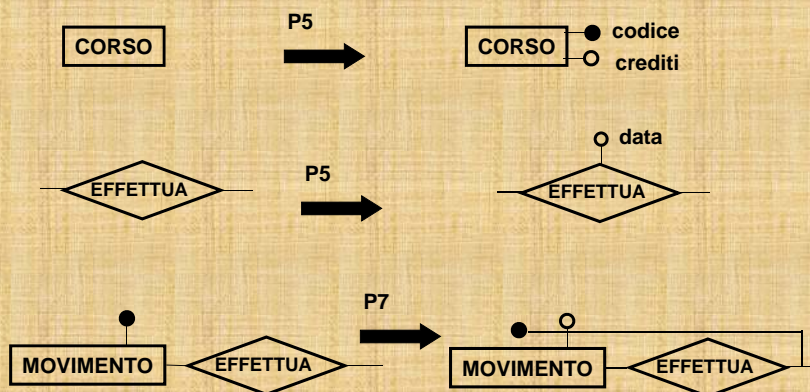 P5
CORSO
CORSO
codice
crediti
P5
data
EFFETTUA
EFFETTUA
P7
MOVIMENTO
EFFETTUA
MOVIMENTO
EFFETTUA